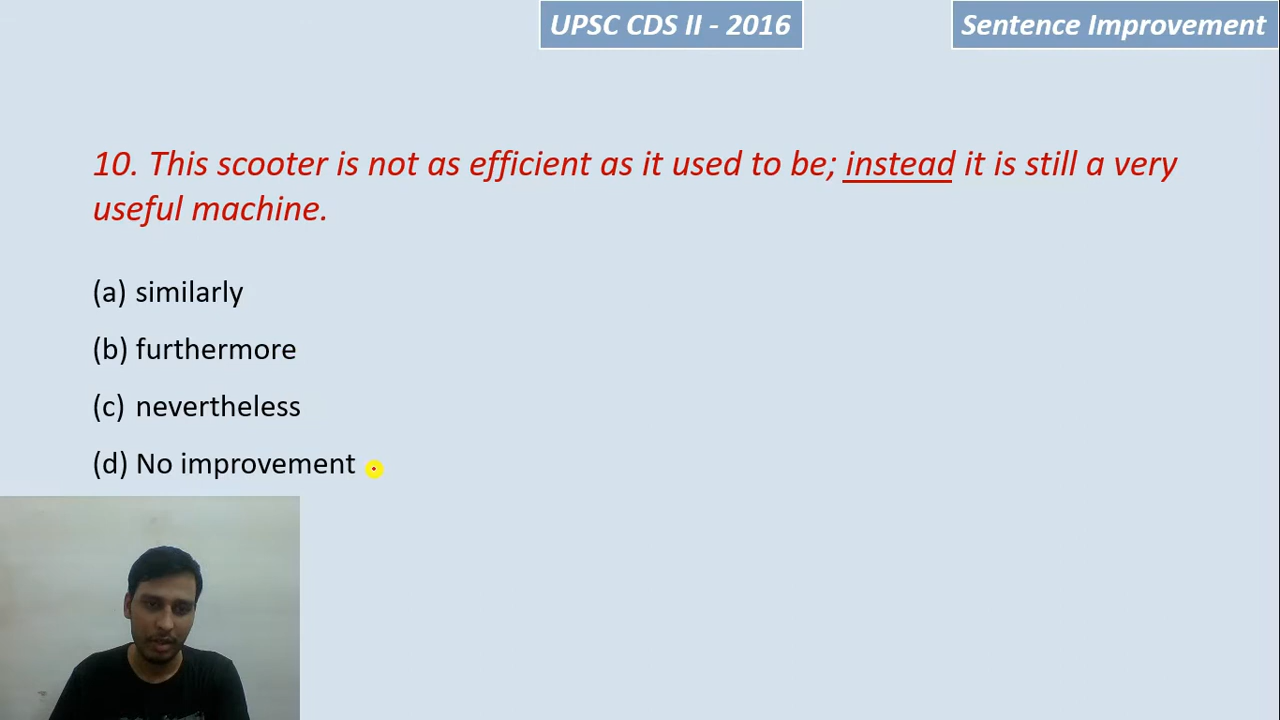 UPSC CDS II - 2016
Sentence Improvement
10. This scooter is not as efficient as it used to be; instead it is still a very
useful machine.
(a) similarly
(b) furthermore
(c) nevertheless
(d) No improvement